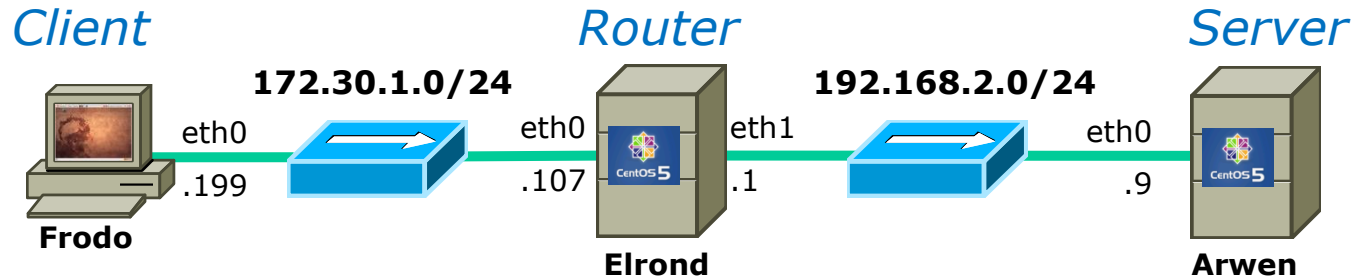 Client
Router
Server
172.30.1.0/24
192.168.2.0/24
eth0
eth0
eth1
eth0
CentOS 5
CentOS 5
.199
.107
.1
.9
Frodo
Elrond
Arwen